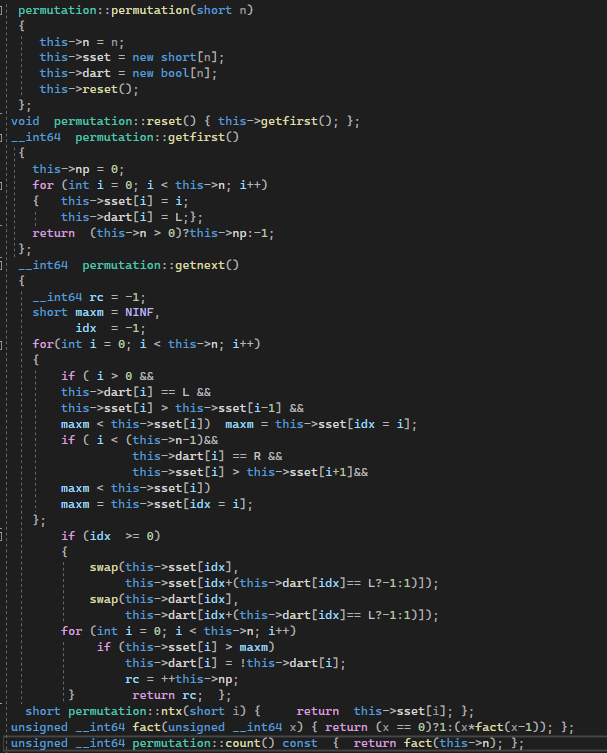 permutation::permutation(short n)
{
this->n = n;
this->sset = new short[n];
this->dart = new bool[n];
this->reset();
};
void  permutation::reset() { this->getfirst(); };
__int64  permutation::getfirst()
{
this->np = 0;
for (int i = 0; i < this->n; i++)
{   this->sset[i] = i;
this->dart[i] = L;};
return  (this->n > 0)?this->np:-1;
};
__int64  permutation::getnext()
{
__int64 rc = -1;
short maxm = NINF,
idx  = -1;
for(int i = 0; i < this->n; i++)
{
if ( i > 0 &&
this->dart[i] == L &&
this->sset[i] > this->sset[i-1] &&
maxm < this->sset[i])  maxm = this->sset[idx = i];
if ( i < (this->n-1)&&
this->dart[i] == R &&
this->sset[i] > this->sset[i+1]&&
maxm < this->sset[i])
maxm = this->sset[idx = i];
};
if (idx  >= 0)
{
swap(this->sset[idx],
this->sset[idx+(this->dart[idx]== L?-1:1)]);
swap(this->dart[idx],
this->dart[idx+(this->dart[idx]== L?-1:1)]);
for (int i = 0; i < this->n; i++)
if (this->sset[i] > maxm)
this->dart[i] = !this->dart[i];
rc = ++this->np;
}        return rc;  };
short permutation::ntx(short i) {     return  this->sset[i]; };
unsigned __int64 fact(unsigned __int64 x) { return (x == 0)?1:(x*fact(x-1)); };
unsigned __int64 permutation::count() const  {  return fact(this->n); };